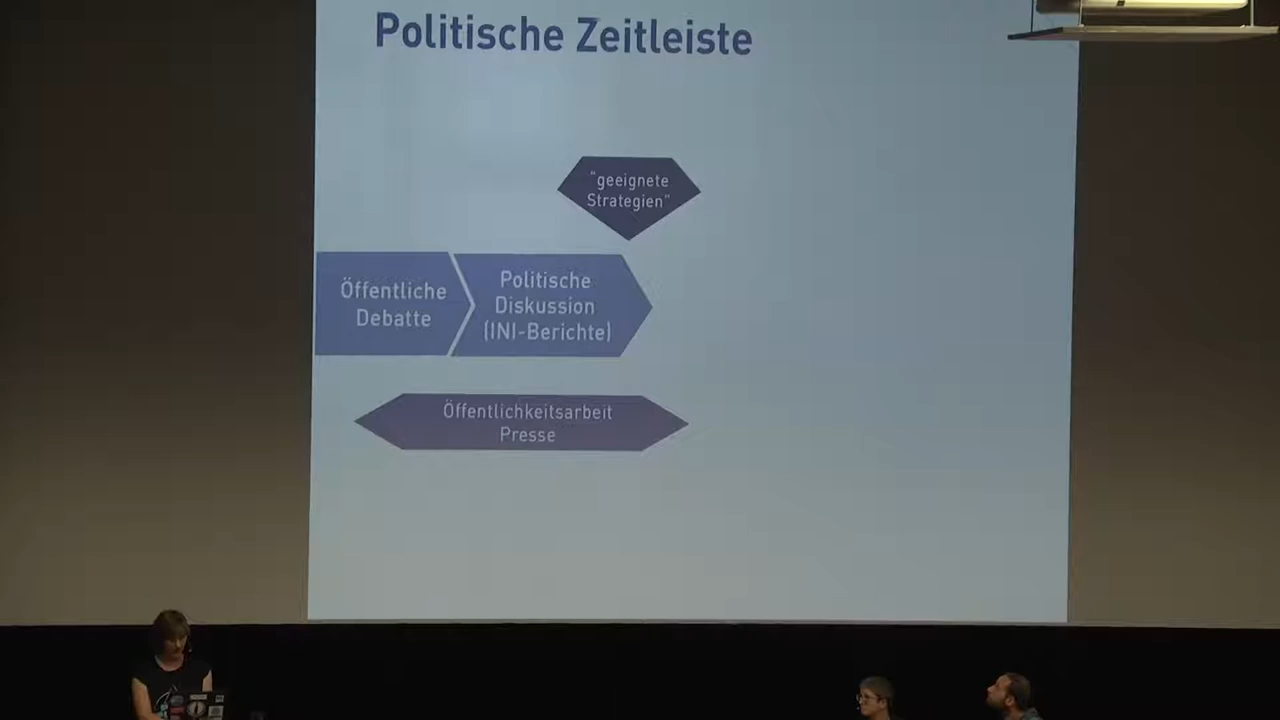 Politische Zeitleiste
"geeignete
Strategien"
Öffentliche
Debatte
Politische
Diskussion
(INI-Berichte)
Öffentlichkeitsarbeit
Presse